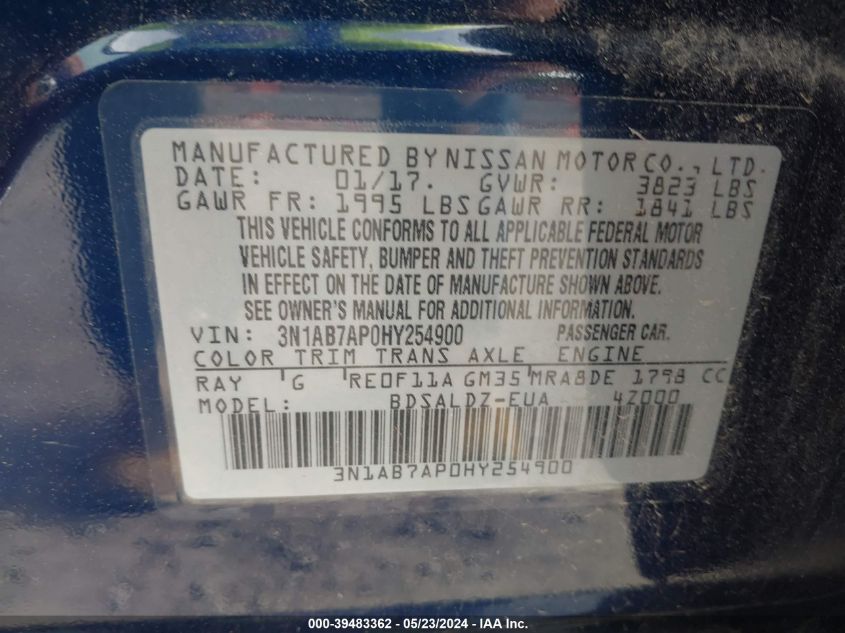 MANUFACTURED BY NISSAN MOTOR CO., LTD.
DATE: 01/17. GVWR: 3823 LBS
GAWR FR: 1995 LBS GAWR RR: 1841 LBS
THIS VEHICLE CONFORMS TO ALL APPLICABLE FEDERAL MOTOR
VEHICLE SAFETY, BUMPER AND THEFT PREVENTION STANDARDS
IN EFFECT ON THE DATE OF MANUFACTURE SHOWN ABOVE.
SEE OWNER'S MANUAL FOR ADDITIONAL INFORMATION.
VIN: 3N1AB7AP0HY254900 PASSENGER CAR.
COLOR TRIM TRANS AXLE ENGINE
RAY G RE0F11A GM35 MRA8DE 1798 CC
MODEL: BDSALDZ-EUA 4Z000
3N1AB7AP0HY254900
000-39483362 - 05/23/2024 - IAA Inc.